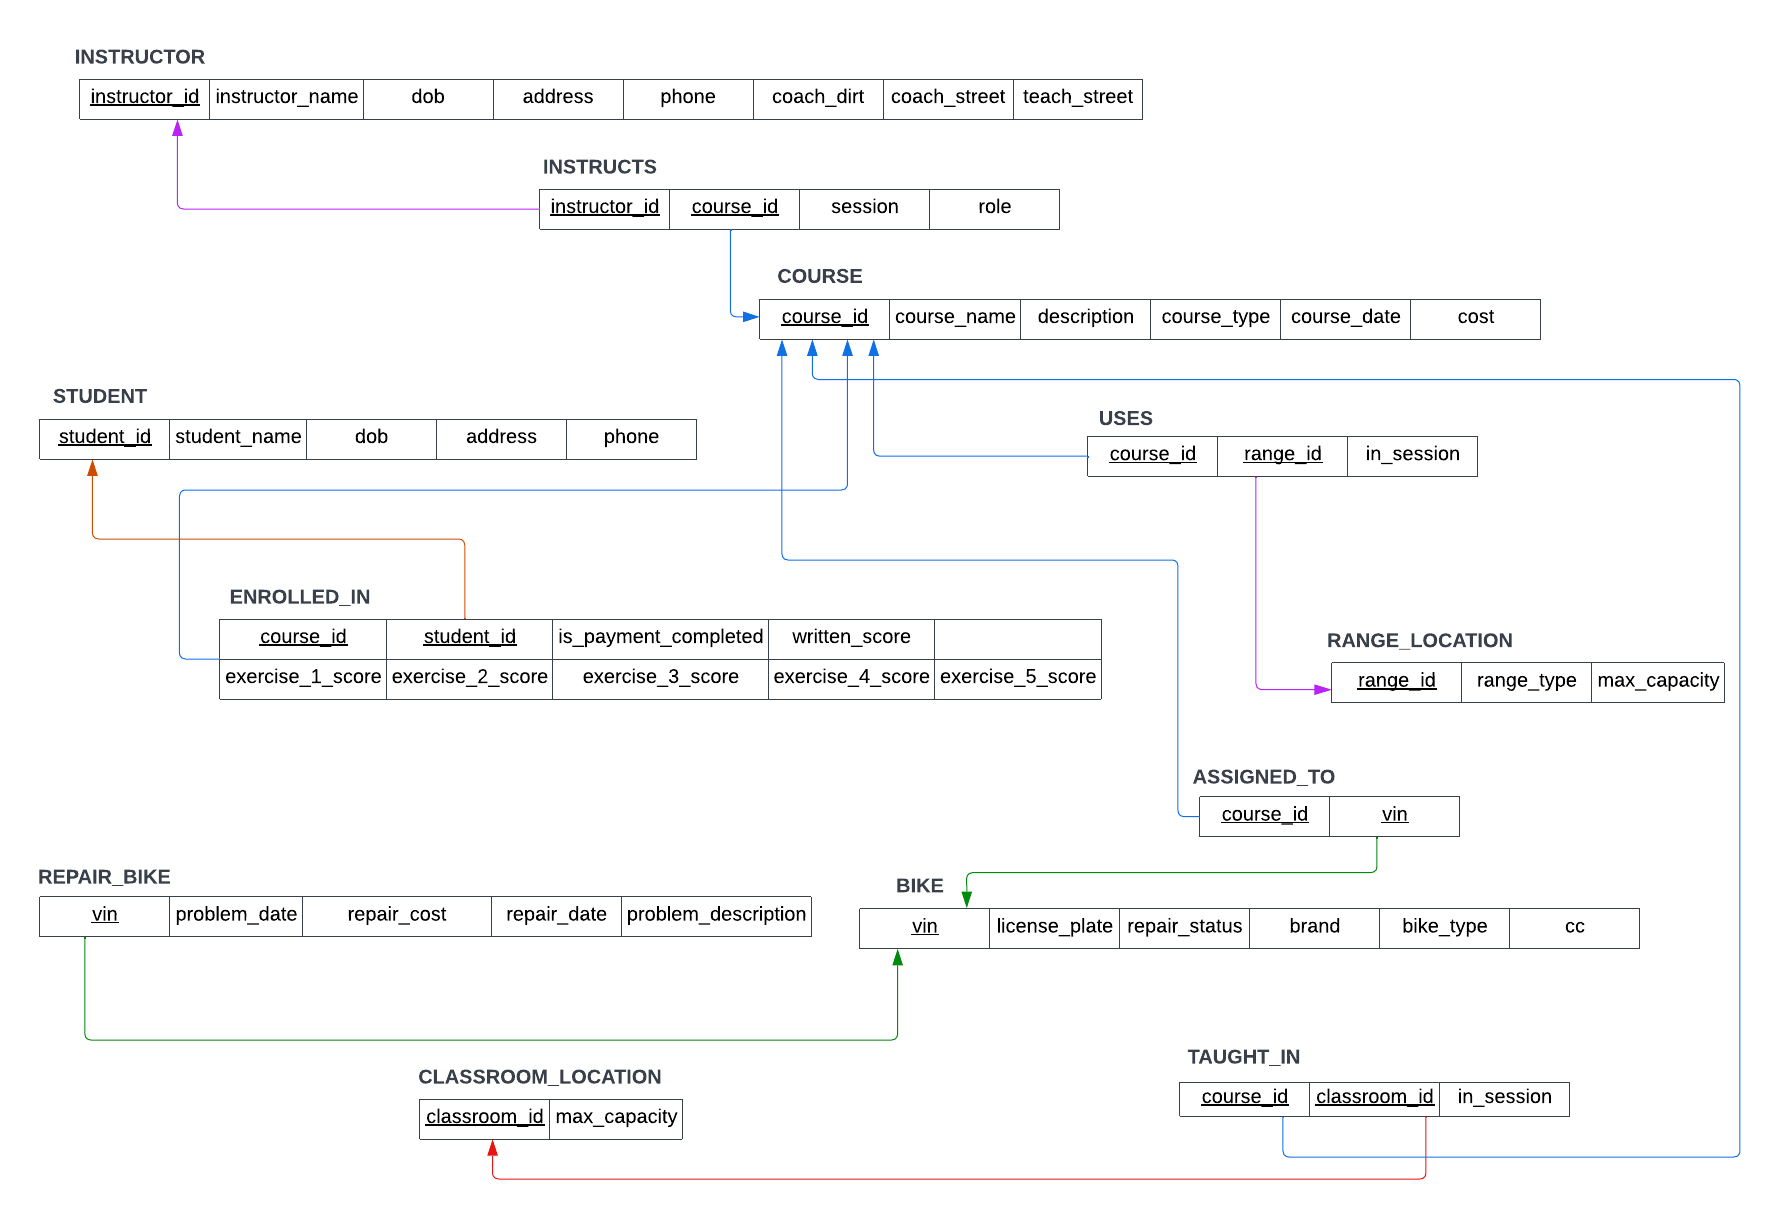 INSTRUCTOR
instructor_id instructor_name dob address phone coach_dirt coach_street teach_street
INSTRUCTS
instructor_id course_id session role
COURSE
course_id course_name description course_type course_date cost
STUDENT
student_id student_name dob address phone
USES
course_id range_id in_session
ENROLLED_IN
course_id student_id is_payment_completed written_score
exercise_1_score exercise_2_score exercise_3_score exercise_4_score exercise_5_score
RANGE_LOCATION
range_id range_type max_capacity
ASSIGNED_TO
course_id vin
REPAIR_BIKE
vin problem_date repair_cost repair_date problem_description
BIKE
vin license_plate repair_status brand bike_type cc
CLASSROOM_LOCATION
classroom_id max_capacity
TAUGHT_IN
course_id classroom_id in_session